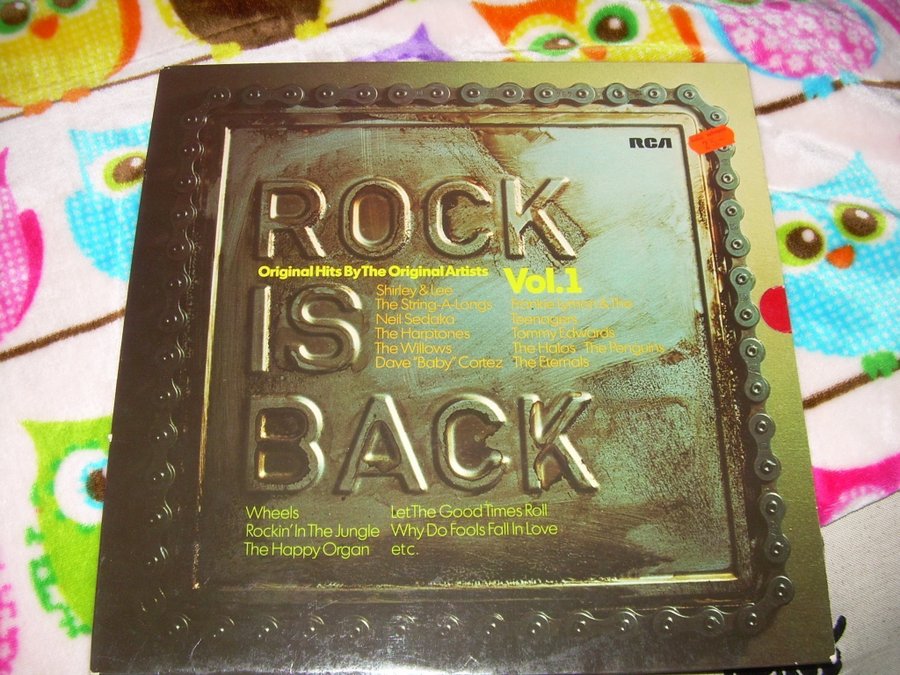 RCA
ROCK
Original Hits By The Original Artists
Vol.1
IS
Shirley & Lee
The String-A-Longs
Neil Sedaka
The Harptones
The Willows
Dave "Baby" Cortez
Frankie Lymon & The
Teenagers
Tommy Edwards
The Halos · The Penguins
The Eternals
BACK
Wheels
Rockin' In The Jungle
The Happy Organ
Let The Good Times Roll
Why Do Fools Fall In Love
etc.